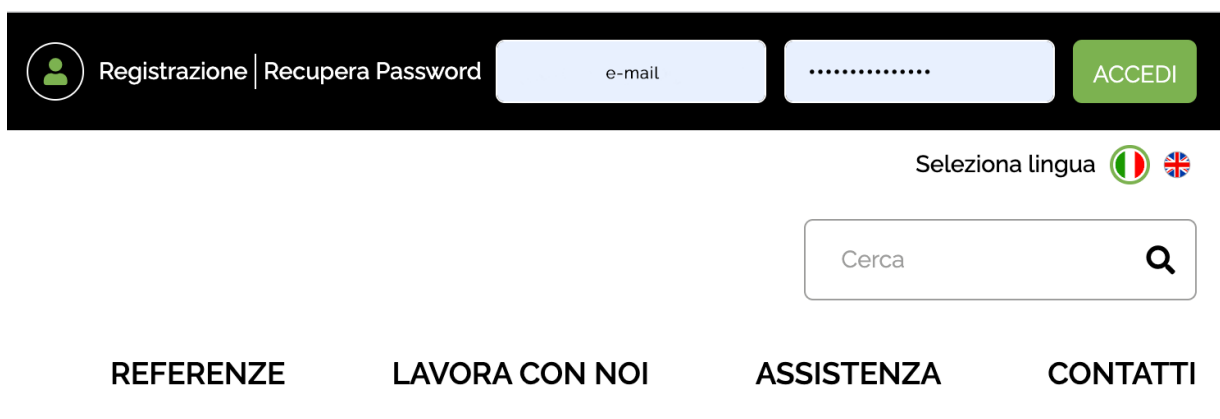 Registrazione | Recupera Password e-mail ••••••••••••••• ACCEDI
Seleziona lingua
Cerca
REFERENZE LAVORA CON NOI ASSISTENZA CONTATTI